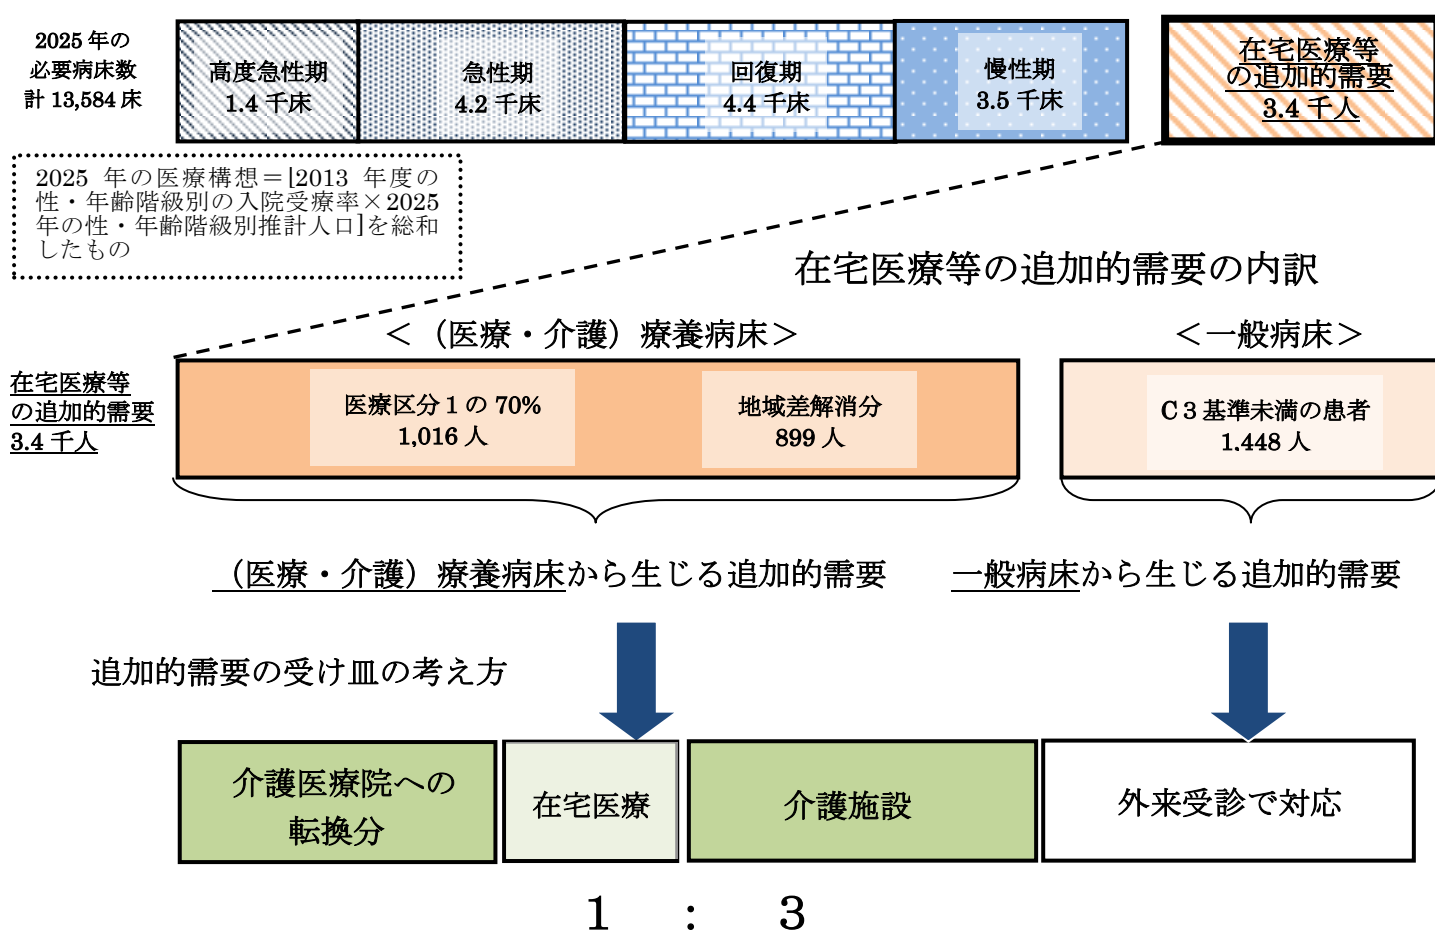 2025 年の
必要病床数
計 13,584 床
高度急性期
1.4 千床
急性期
4.2 千床
回復期
4.4 千床
慢性期
3.5 千床
在宅医療等
の追加的需要
3.4 千人
2025 年の医療構想＝[2013 年度の
性・年齢階級別の入院受療率×2025
年の性・年齢階級別推計人口]を総和
したもの
在宅医療等の追加的需要の内訳
＜（医療・介護）療養病床＞
＜一般病床＞
在宅医療等
の追加的需要
3.4 千人
医療区分１の 70%
1,016 人
地域差解消分
899 人
C３基準未満の患者
1,448 人
（医療・介護）療養病床から生じる追加的需要
一般病床から生じる追加的需要
追加的需要の受け皿の考え方
介護医療院への
転換分
在宅医療
介護施設
外来受診で対応
１ ： ３